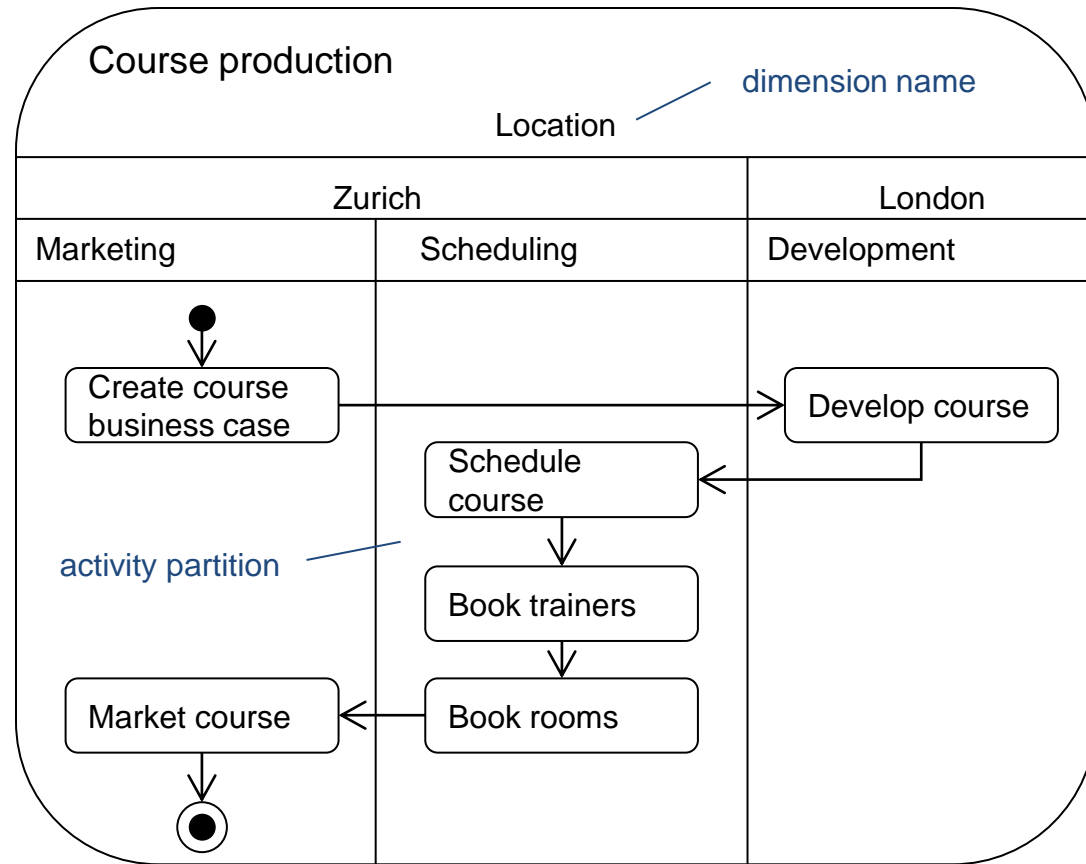 Course production
dimension name
Location
Zurich
London
Marketing
Scheduling
Development
Create course
business case
Develop course
Schedule
course
activity partition
Book trainers
Market course
Book rooms